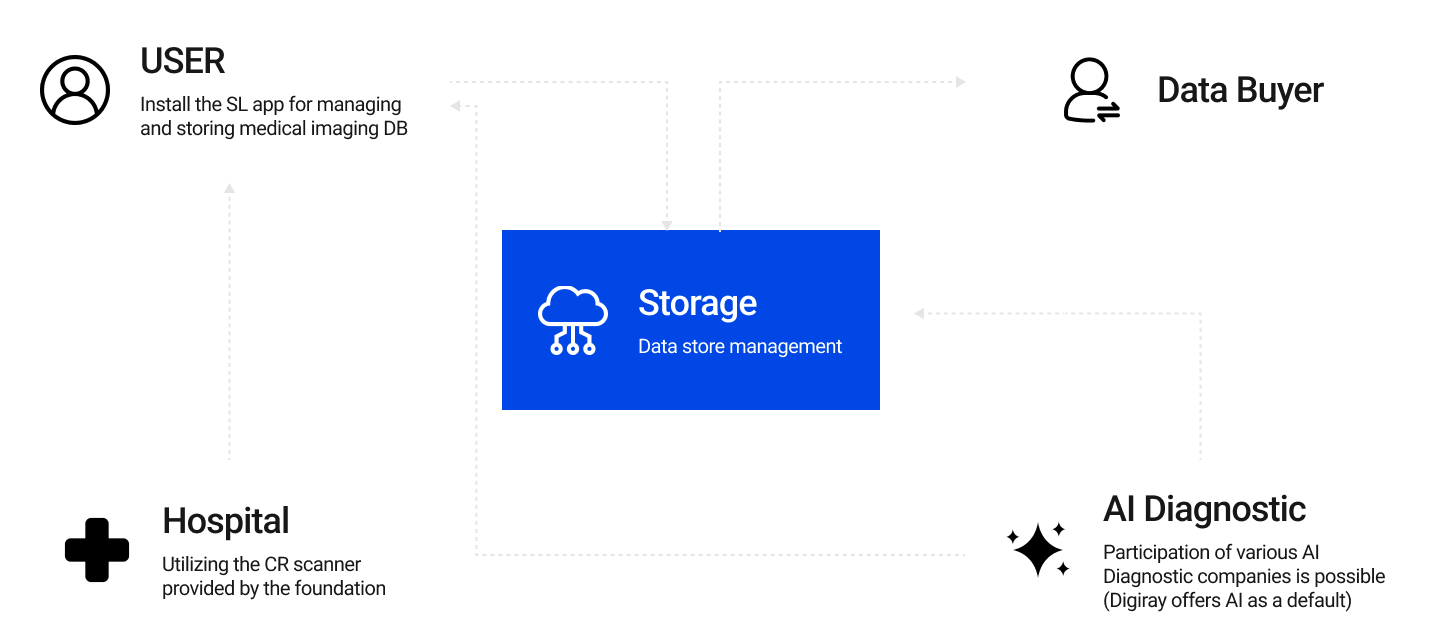 USER
Install the SL app for managing
and storing medical imaging DB
Data Buyer
Storage
Data store management
Hospital
Utilizing the CR scanner
provided by the foundation
AI Diagnostic
Participation of various AI
Diagnostic companies is possible
(Digiray offers AI as a default)